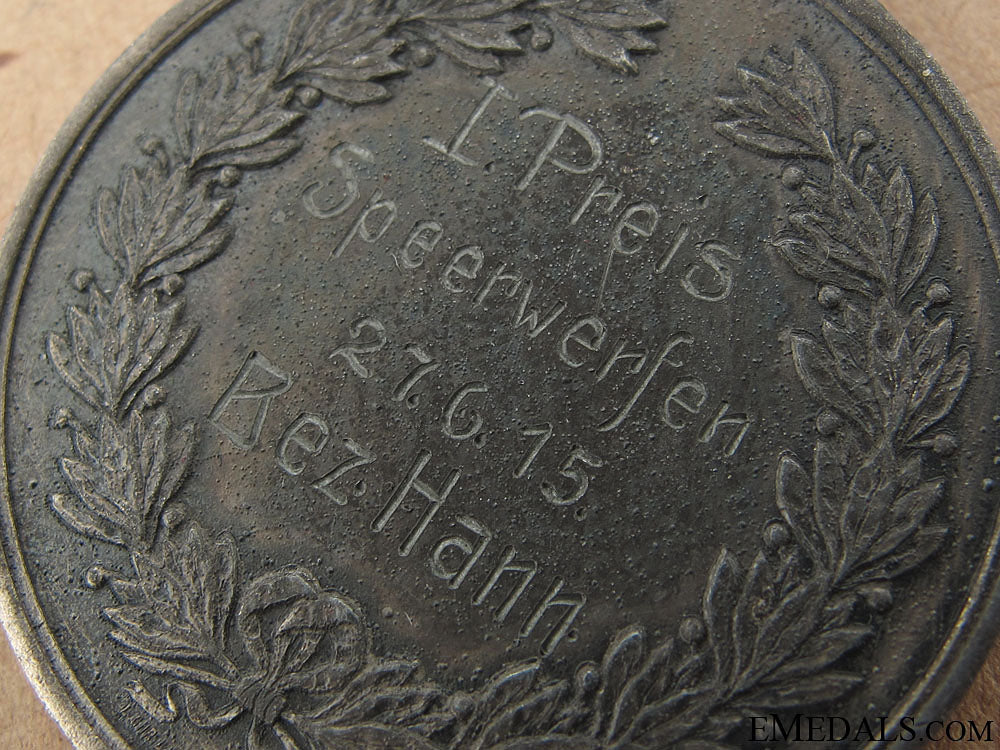 I. Preis
Speerwerfen
27.6.15.
Bez. Hann.
EMEDALS.COM